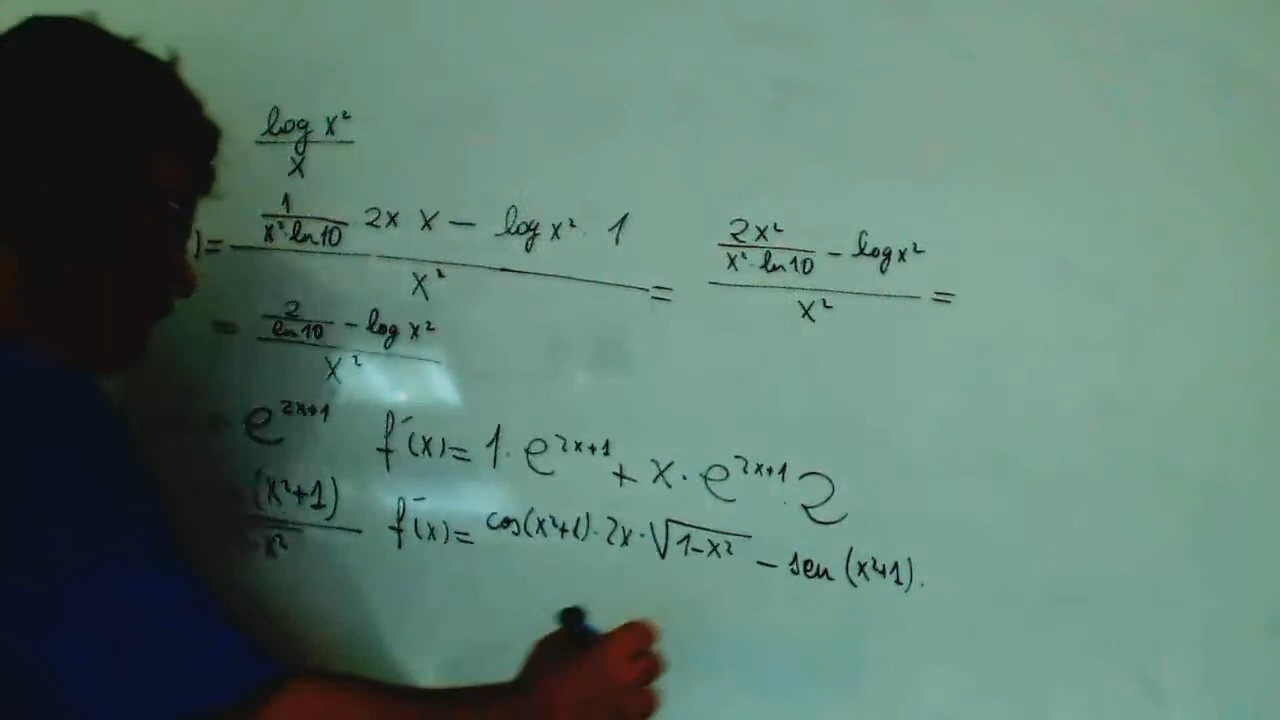 log x²
x
)= 1/(x²·ln10) 2x x − log x² · 1 / x² = 2x²/(x²·ln10) − log x² / x² =
= 2/ln10 − log x² / x²
e^(2x+1) f´(x)= 1·e^(2x+1) + x·e^(2x+1)·2
(x²+1) / x² f´(x)= cos(x²+1)·2x·√(1-x²) − sen (x²+1).